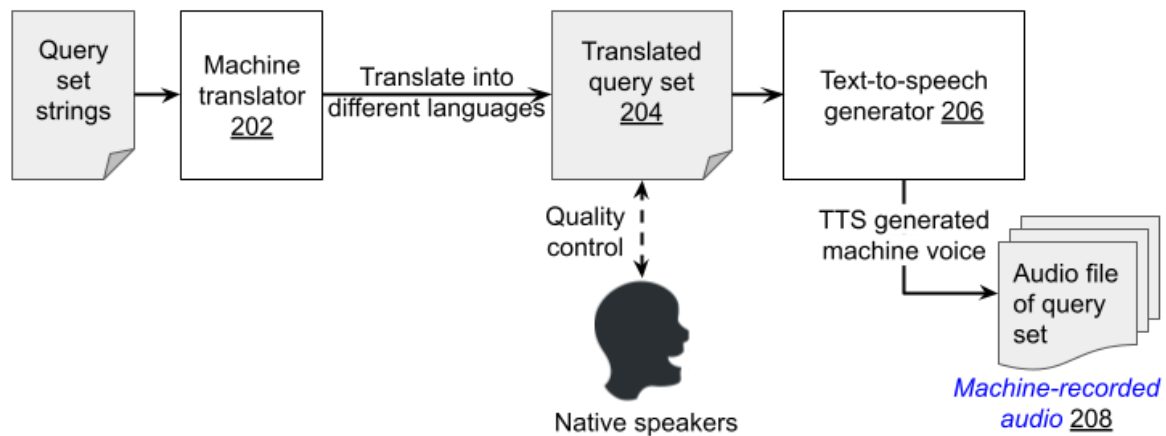 Query
set
strings
Machine
translator
202
Translate into
different languages
Translated
query set
204
Text-to-speech
generator 206
Quality
control
Native speakers
TTS generated
machine voice
Audio file
of query
set
Machine-recorded
audio 208